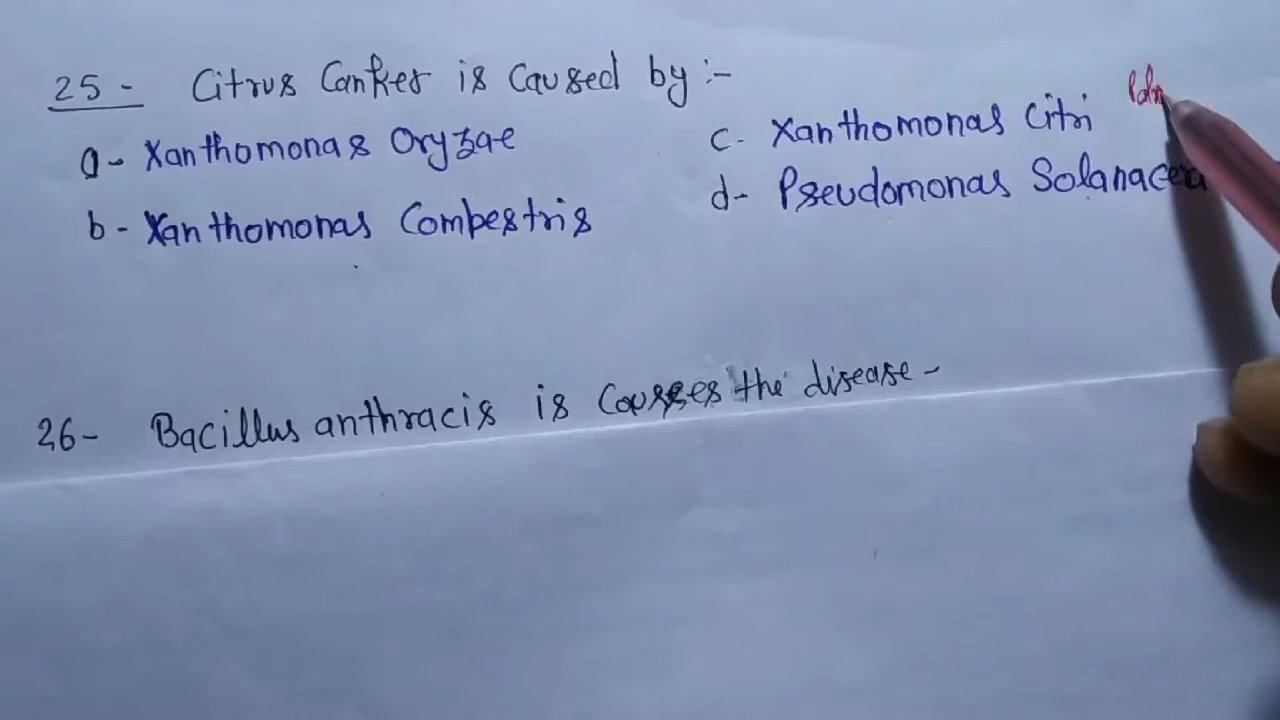 25 - Citrus Canker is Caused by :-
a - Xanthomonas Oryzae
b - Xanthomonas Combestris
c. Xanthomonas Citri
d - Pseudomonas Solanacea
26 - Bacillus anthracis is Causes the disease -